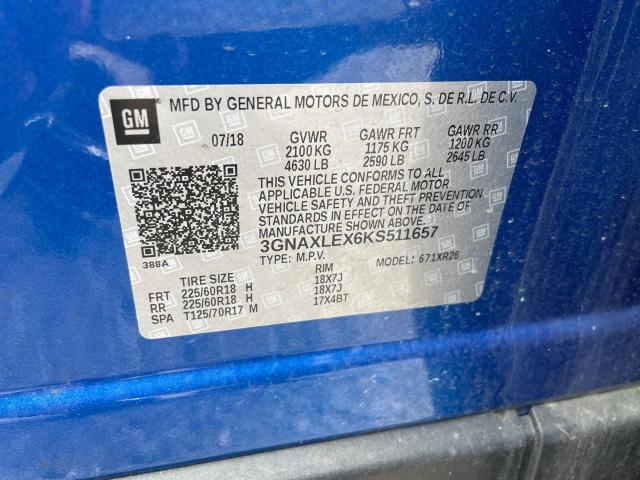 GM MFD BY GENERAL MOTORS DE MEXICO, S. DE R.L. DE C.V.
07/18 GVWR GAWR FRT GAWR RR
2100 KG 1175 KG 1200 KG
4630 LB 2590 LB 2645 LB
THIS VEHICLE CONFORMS TO ALL
APPLICABLE U.S. FEDERAL MOTOR
VEHICLE SAFETY AND THEFT PREVENTION
STANDARDS IN EFFECT ON THE DATE OF
MANUFACTURE SHOWN ABOVE.
3GNAXLEX6KS511657
388A TYPE: M.P.V. MODEL: 671XR26
TIRE SIZE RIM
FRT 225/60R18 H 18X7J
RR 225/60R18 H 18X7J
SPA T125/70R17 M 17X4BT